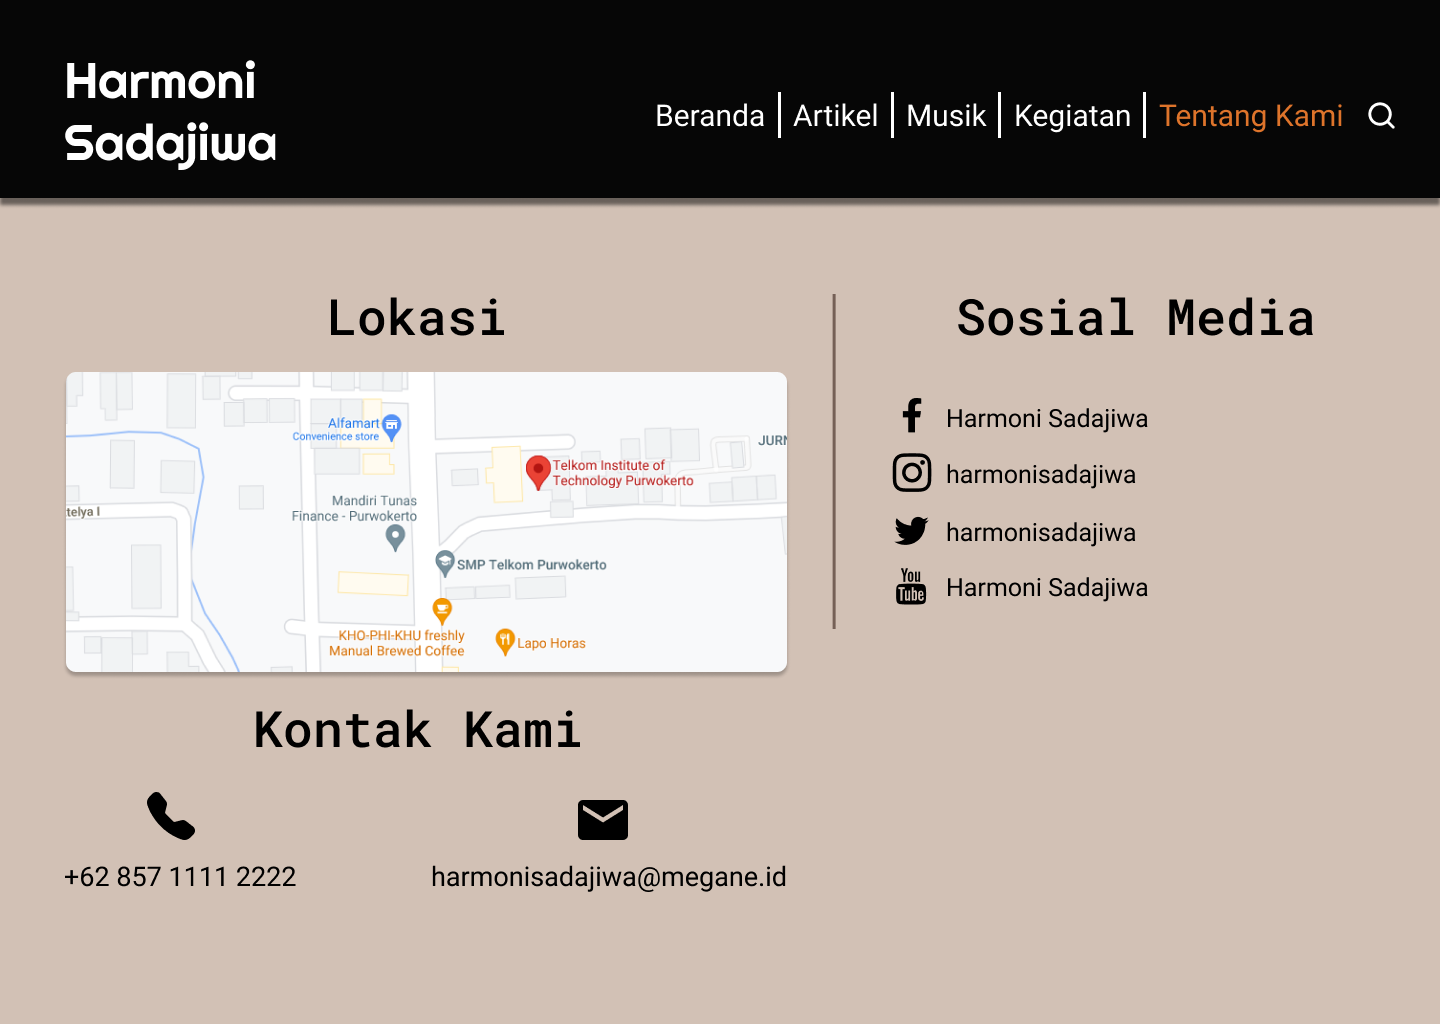 Harmoni
Sadajiwa
Beranda
Artikel
Musik
Kegiatan
Tentang Kami
Lokasi
Alfamart
Convenience store
JURN
Telkom Institute of
Technology Purwokerto
Mandiri Tunas
Finance - Purwokerto
telya I
SMP Telkom Purwokerto
KHO-PHI-KHU freshly
Manual Brewed Coffee
Lapo Horas
Kontak Kami
+62 857 1111 2222
harmonisadajiwa@megane.id
Sosial Media
Harmoni Sadajiwa
harmonisadajiwa
harmonisadajiwa
You
Tube
Harmoni Sadajiwa